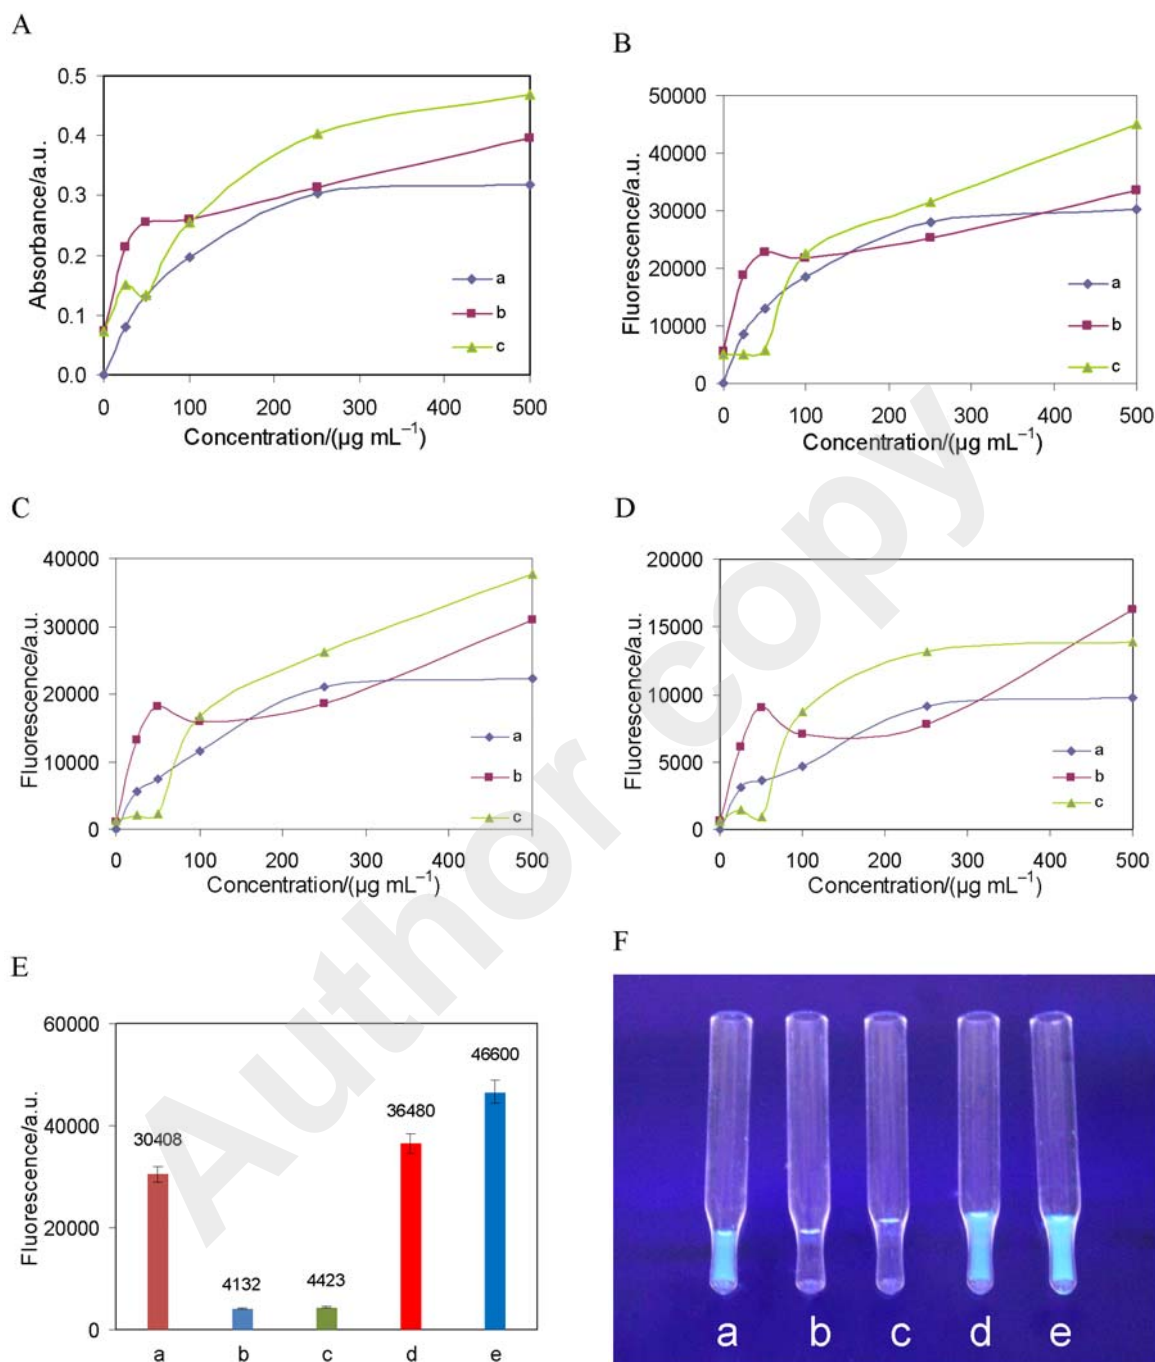 A
Absorbance/a.u.
0.5
0.4
0.3
0.2
0.1
0.0
0 100 200 300 400 500
Concentration/(µg mL⁻¹)
a
b
c
B
Fluorescence/a.u.
50000
40000
30000
20000
10000
0
0 100 200 300 400 500
Concentration/(µg mL⁻¹)
a
b
c
C
Fluorescence/a.u.
40000
30000
20000
10000
0
0 100 200 300 400 500
Concentration/(µg mL⁻¹)
a
b
c
D
Fluorescence/a.u.
20000
15000
10000
5000
0
0 100 200 300 400 500
Concentration/(µg mL⁻¹)
a
b
c
E
Fluorescence/a.u.
60000
40000
20000
0
30408
4132
4423
36480
46600
a b c d e
F
a b c d e
Author copy